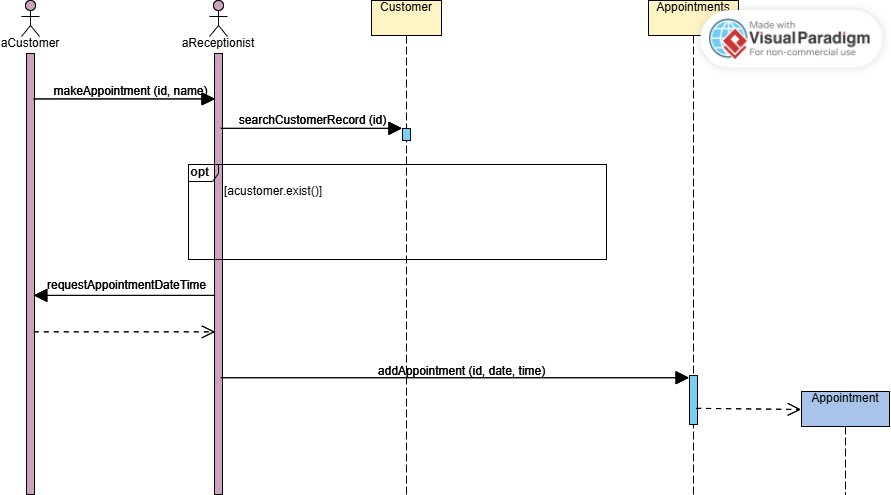 Customer
Appointments
Made with
Visual Paradigm
For non-commercial use
aCustomer
aReceptionist
makeAppointment (id, name)
searchCustomerRecord (id)
opt
[acustomer.exist()]
requestAppointmentDateTime
addAppointment (id, date, time)
Appointment